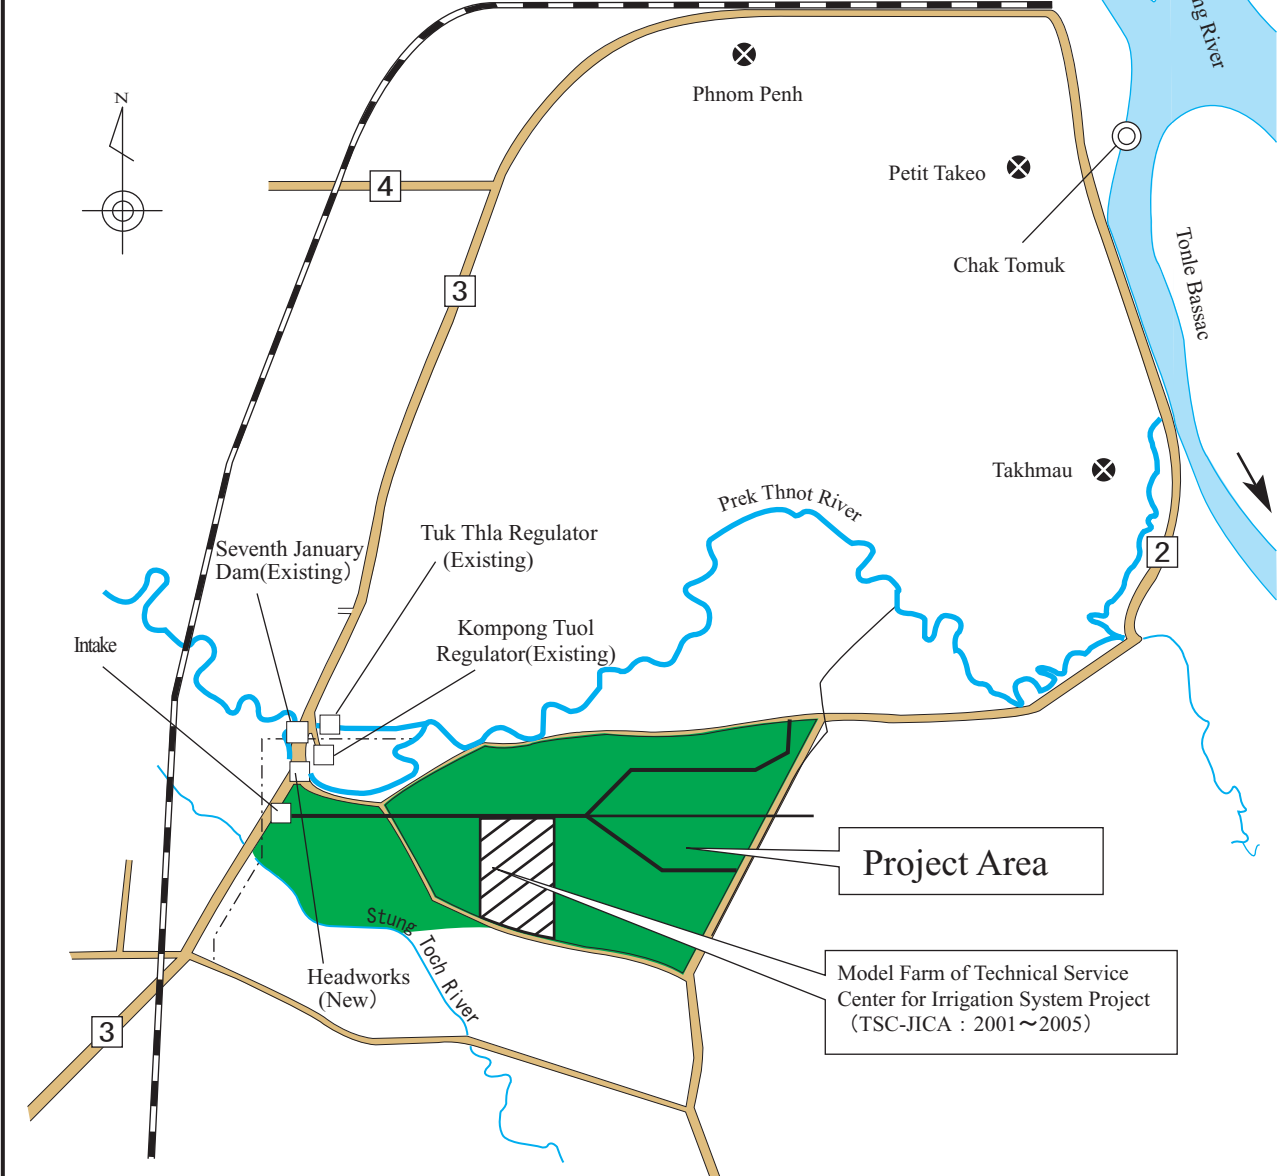 ng River
N
Phnom Penh
Petit Takeo
4
Chak Tomuk
Tonle Bassac
3
Takhmau
Prek Thnot River
Tuk Thla Regulator
(Existing)
Seventh January
Dam(Existing)
2
Kompong Tuol
Regulator(Existing)
Intake
Project Area
Stung Toch River
Headworks
(New)
Model Farm of Technical Service
Center for Irrigation System Project
(TSC-JICA：2001〜2005)
3